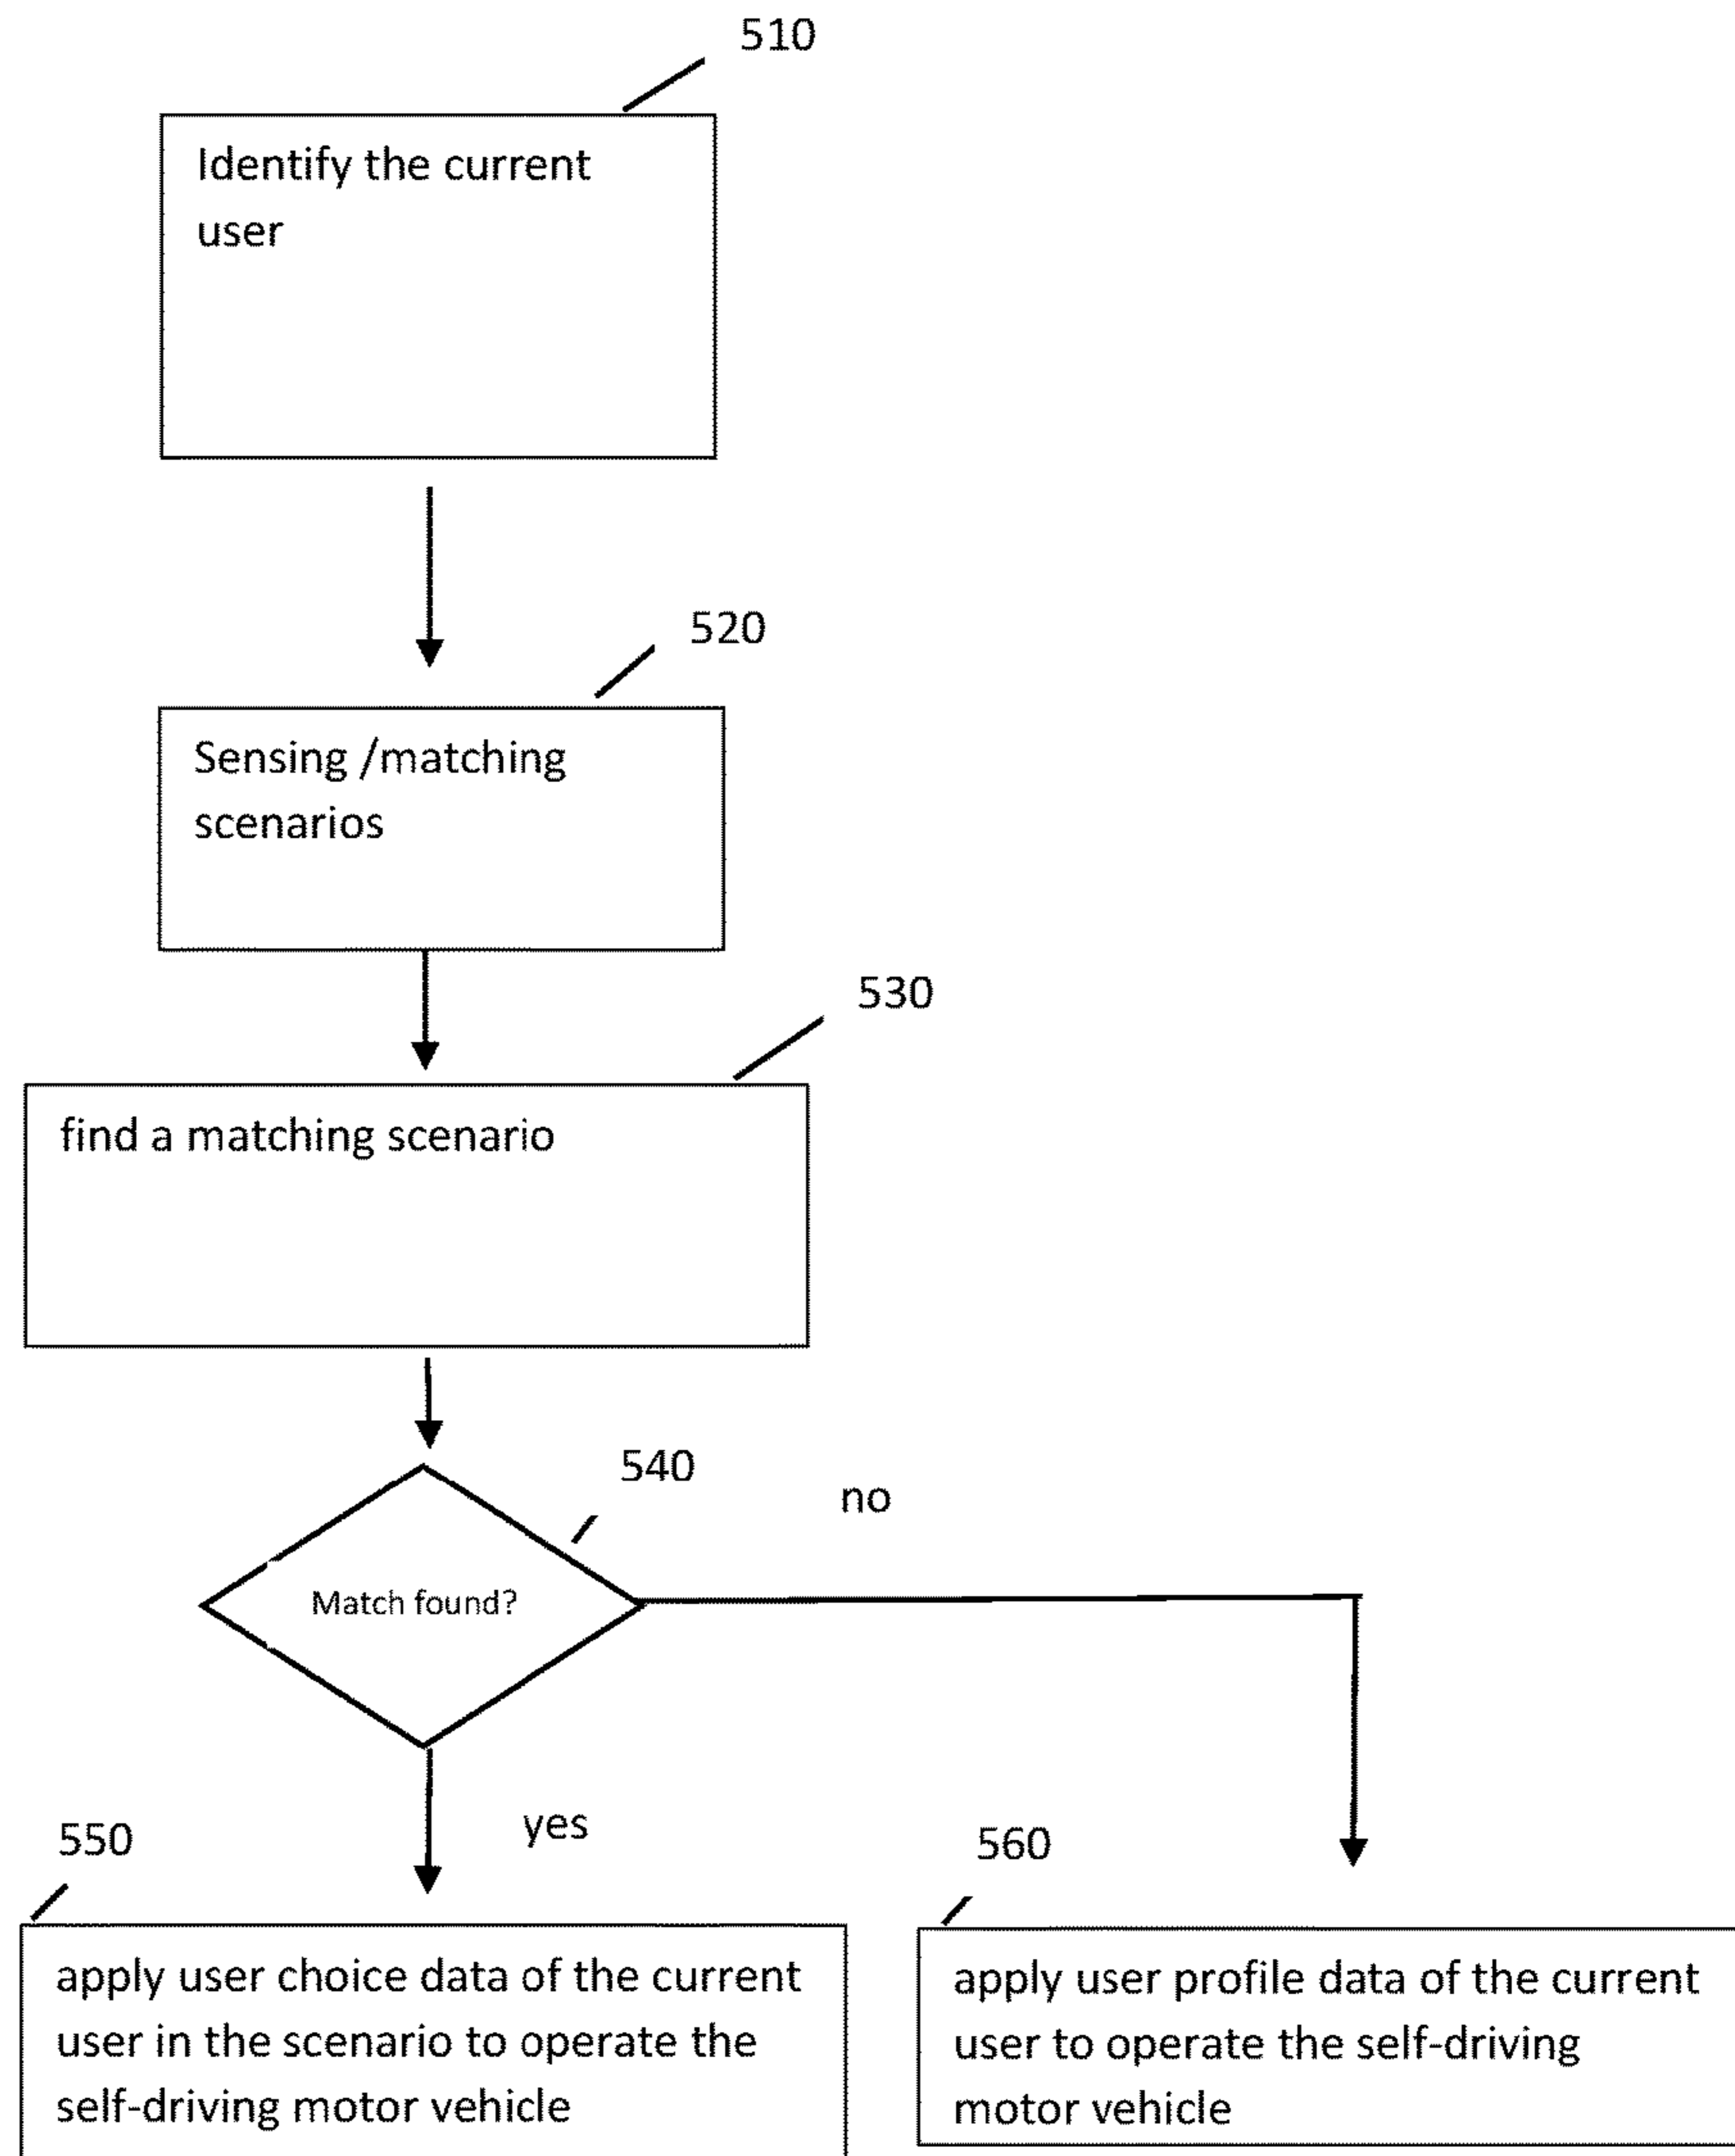 510
Identify the current
user
520
Sensing /matching
scenarios
530
find a matching scenario
540
no
Match found?
yes
550
560
apply user choice data of the current
user in the scenario to operate the
self-driving motor vehicle
apply user profile data of the current
user to operate the self-driving
motor vehicle